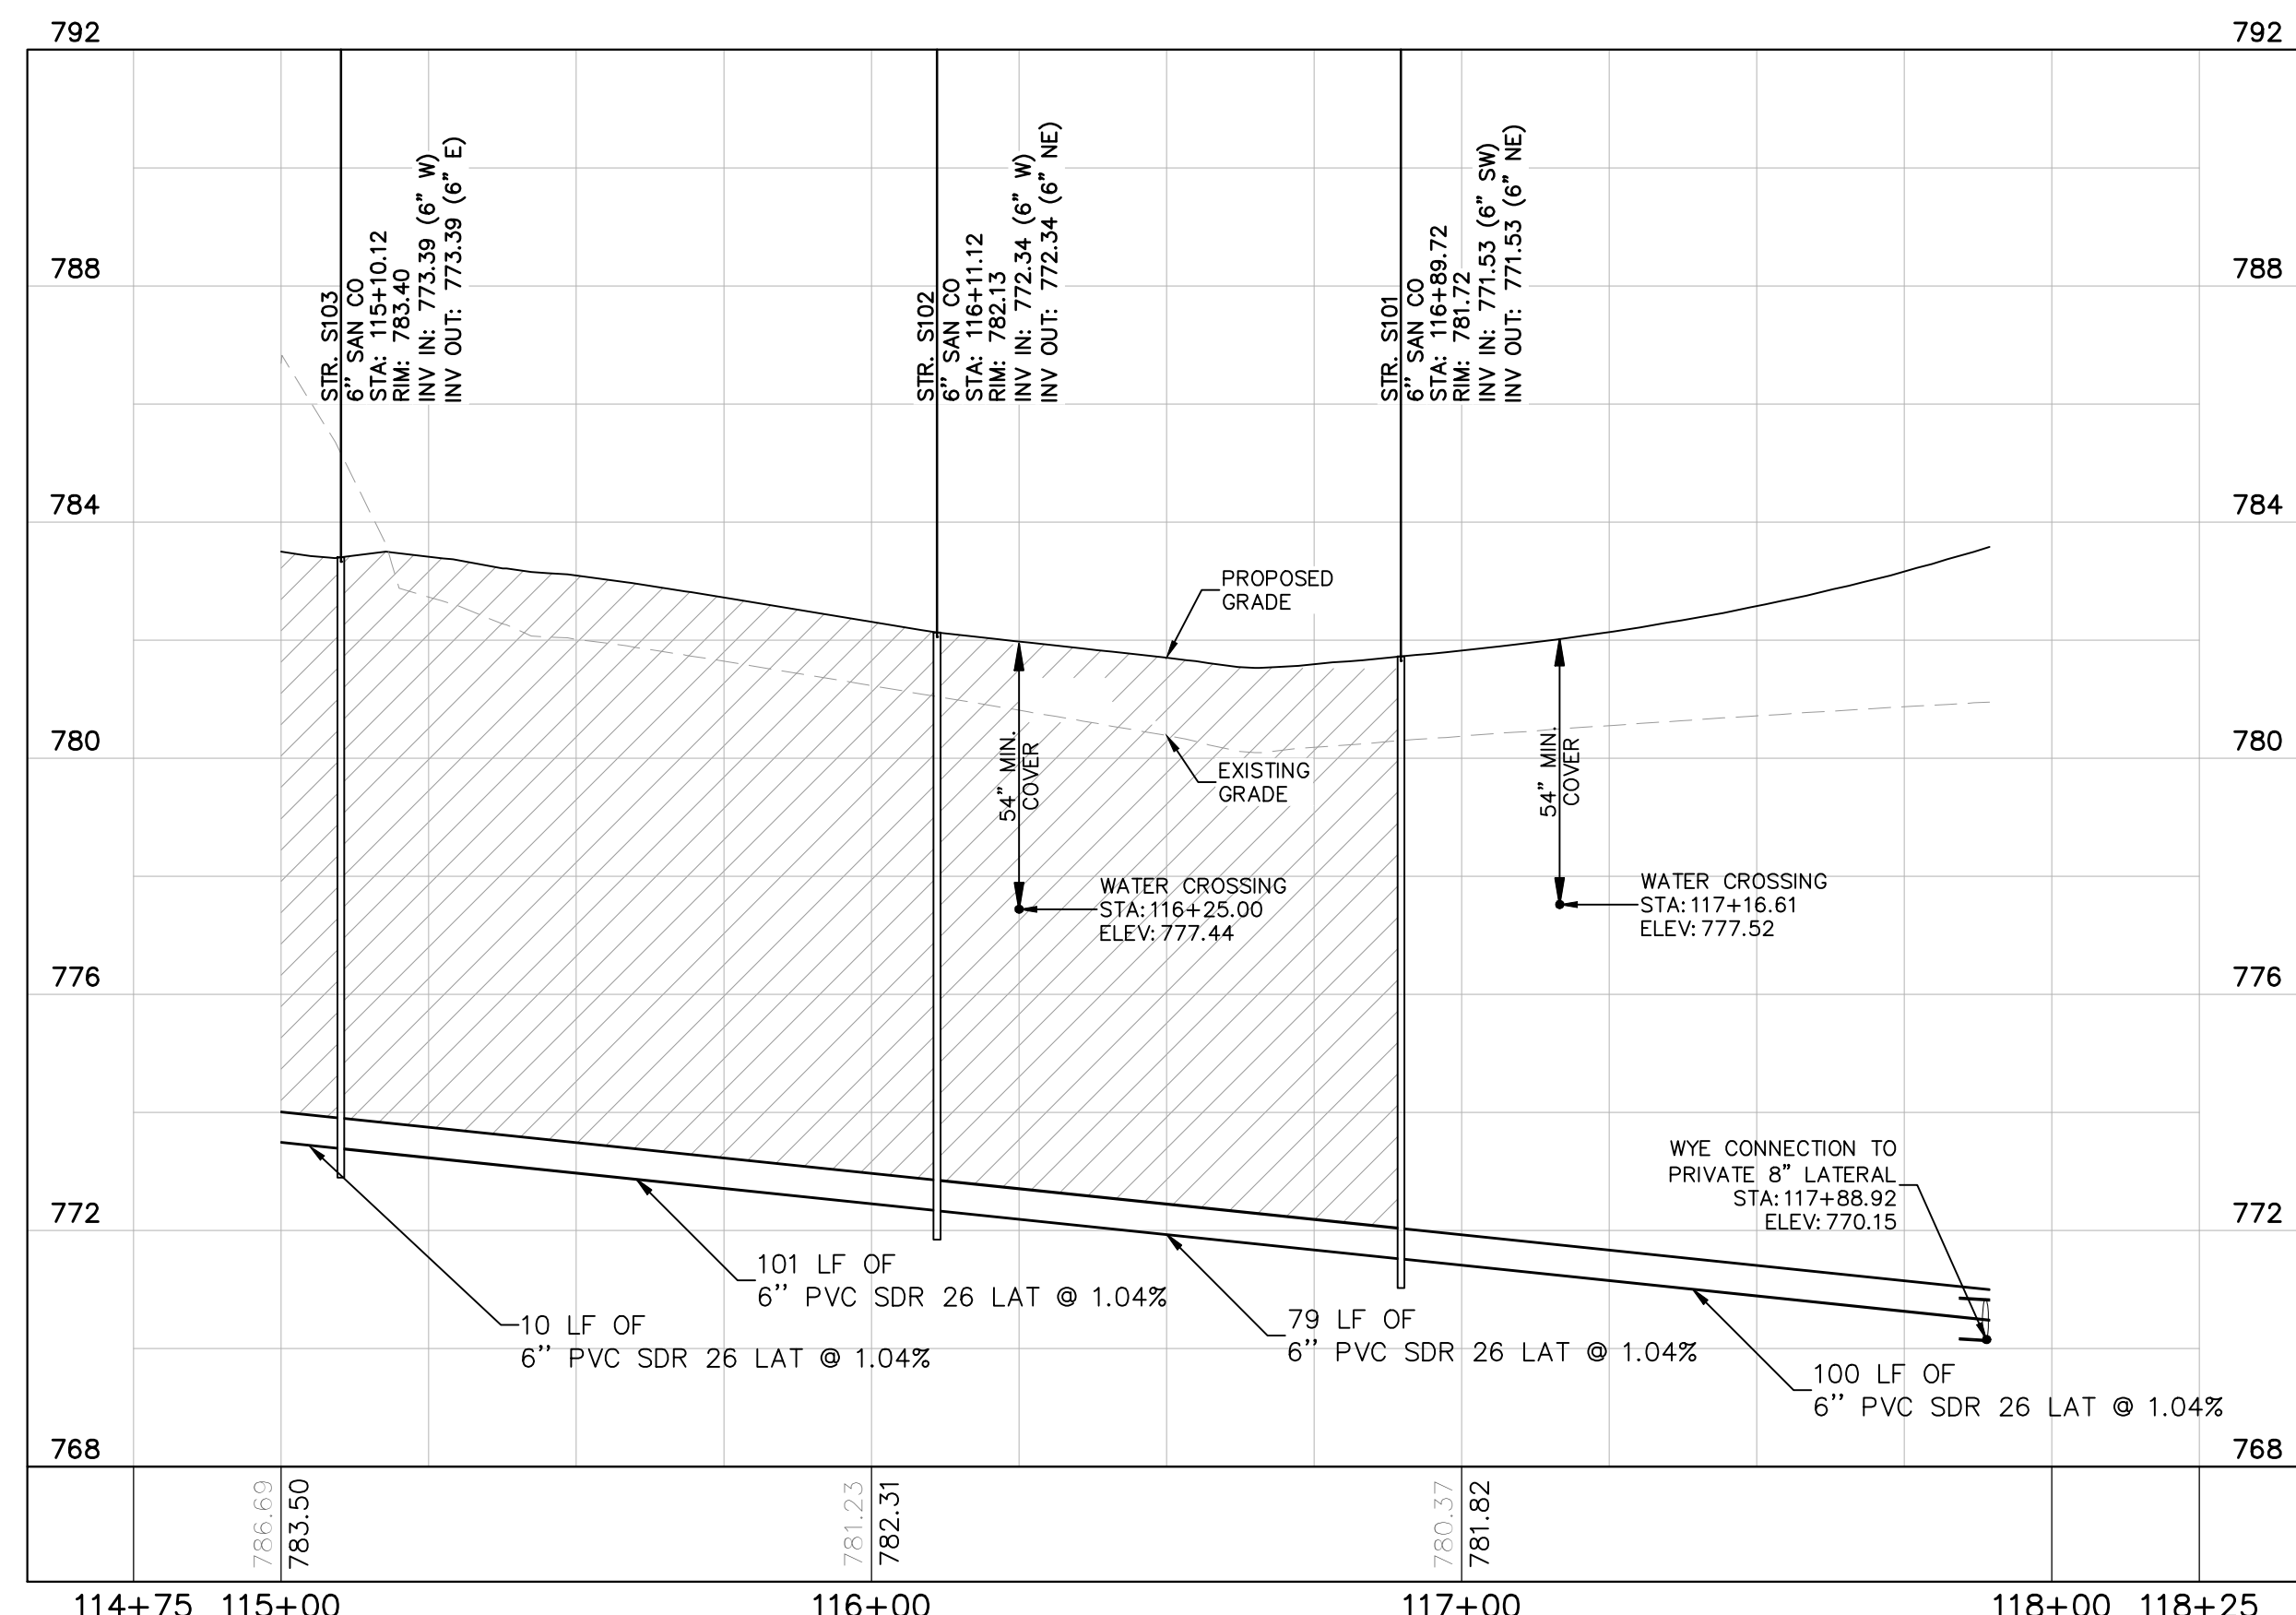 792
792
STR. S103
6" SAN CO
STA: 115+10.12
RIM: 783.40
INV IN: 773.39 (6" W)
INV OUT: 773.39 (6" E)
STR. S102
6" SAN CO
STA: 116+11.12
RIM: 782.13
INV IN: 772.34 (6" W)
INV OUT: 772.34 (6" NE)
STR. S101
6" SAN CO
STA: 116+89.72
RIM: 781.72
INV IN: 771.53 (6" SW)
INV OUT: 771.53 (6" NE)
788
788
784
784
PROPOSED
GRADE
780
780
EXISTING
GRADE
54" MIN.
COVER
54" MIN.
COVER
WATER CROSSING
STA: 116+25.00
ELEV: 777.44
WATER CROSSING
STA: 117+16.61
ELEV: 777.52
776
776
WYE CONNECTION TO
PRIVATE 8" LATERAL
STA: 117+88.92
ELEV: 770.15
772
772
101 LF OF
6'' PVC SDR 26 LAT @ 1.04%
10 LF OF
6'' PVC SDR 26 LAT @ 1.04%
79 LF OF
6'' PVC SDR 26 LAT @ 1.04%
100 LF OF
6'' PVC SDR 26 LAT @ 1.04%
768
768
786.69
783.50
781.23
782.31
780.37
781.82
114+75
115+00
116+00
117+00
118+00
118+25